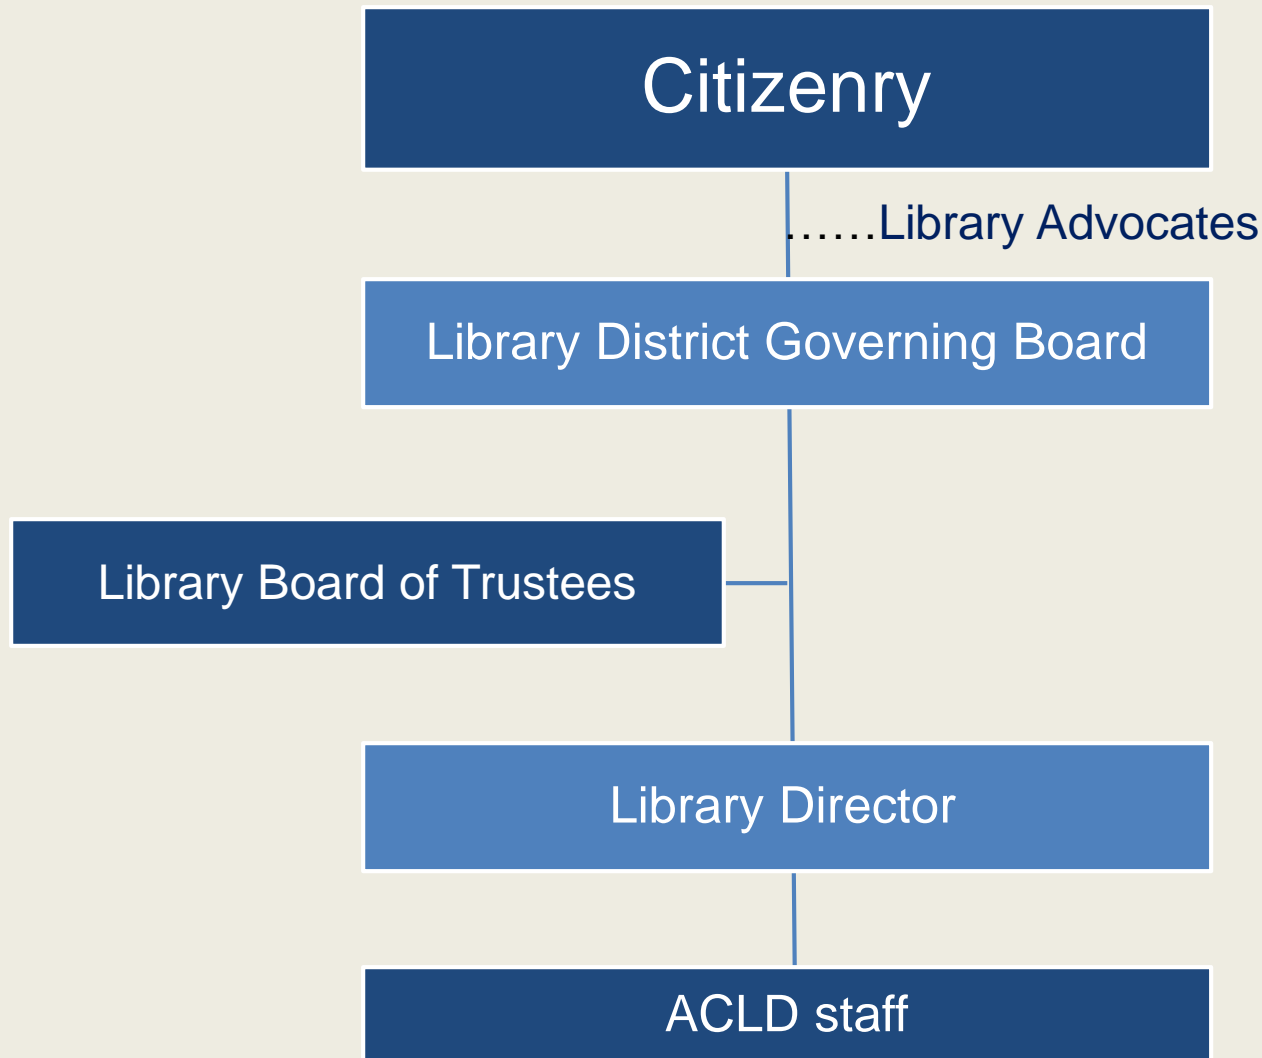 Citizenry
......Library Advocates
Library District Governing Board
Library Board of Trustees
Library Director
ACLD staff